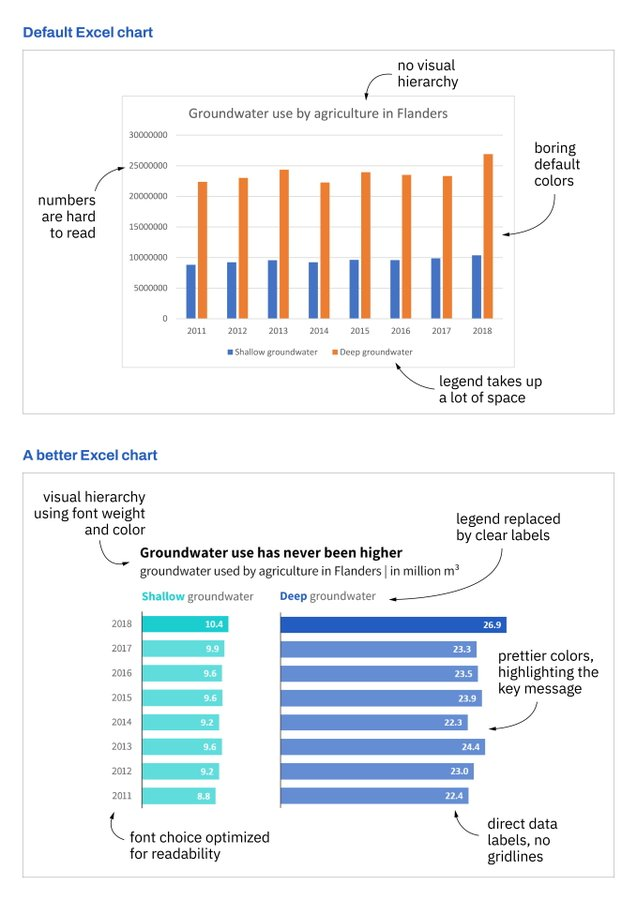 Default Excel chart
no visual
hierarchy
Groundwater use by agriculture in Flanders
30000000
25000000
20000000
15000000
10000000
5000000
0
2011 2012 2013 2014 2015 2016 2017 2018
Shallow groundwater Deep groundwater
numbers
are hard
to read
boring
default
colors
legend takes up
a lot of space
A better Excel chart
visual hierarchy
using font weight
and color
legend replaced
by clear labels
Groundwater use has never been higher
groundwater used by agriculture in Flanders | in million m³
Shallow groundwater Deep groundwater
2018 10.4 26.9
2017 9.9 23.3
2016 9.6 23.5
2015 9.6 23.9
2014 9.2 22.3
2013 9.6 24.4
2012 9.2 23.0
2011 8.8 22.4
prettier colors,
highlighting the
key message
font choice optimized
for readability
direct data
labels, no
gridlines